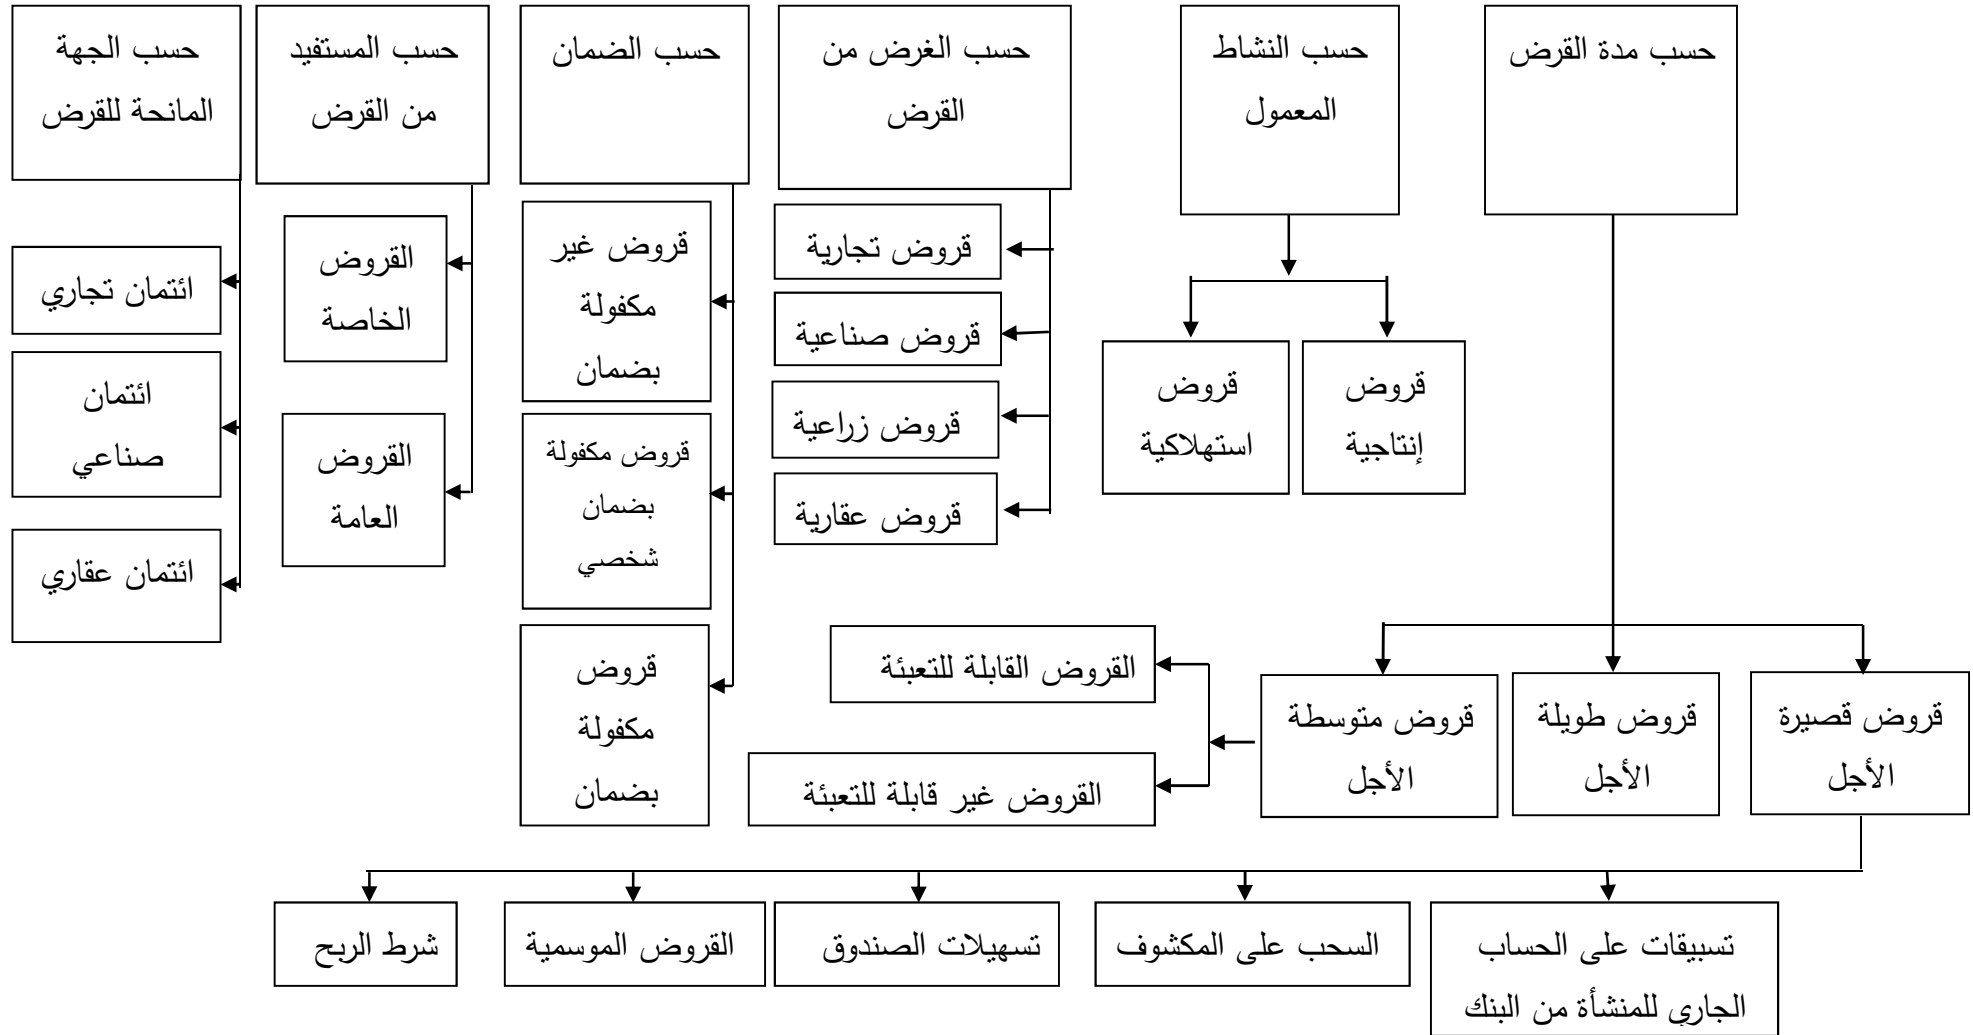 حسب مدة القرض
حسب النشاط
المعمول
حسب الغرض من
القرض
حسب الضمان
حسب المستفيد
من القرض
حسب الجهة
المانحة للقرض
قروض إنتاجية
قروض
استهلاكية
قروض تجارية
قروض صناعية
قروض زراعية
قروض عقارية
قروض غير
مكفولة
بضمان
قروض مكفولة
بضمان
شخصي
قروض
مكفولة
بضمان
القروض
الخاصة
القروض
العامة
ائتمان تجاري
ائتمان
صناعي
ائتمان عقاري
قروض قصيرة
الأجل
قروض طويلة
الأجل
قروض متوسطة
الأجل
القروض القابلة للتعبئة
القروض غير قابلة للتعبئة
تسبيقات على الحساب
الجاري للمنشأة من البنك
السحب على المكشوف
تسهيلات الصندوق
القروض الموسمية
شرط الربح